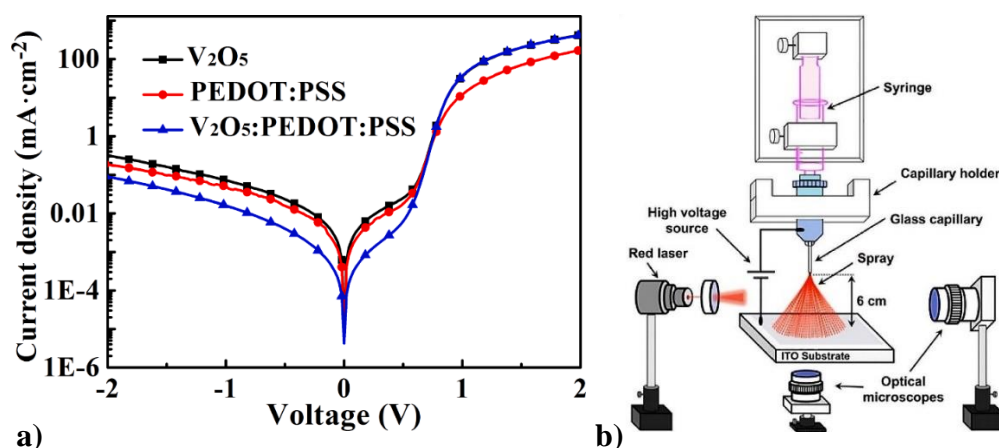 V2O5
PEDOT:PSS
V2O5:PEDOT:PSS
Current density (mA·cm-2)
100
1
0.01
1E-4
1E-6
-2
-1
0
1
2
Voltage (V)
a)
Syringe
Capillary holder
High voltage
source
Glass capillary
Red laser
Spray
6 cm
ITO Substrate
Optical
microscopes
b)